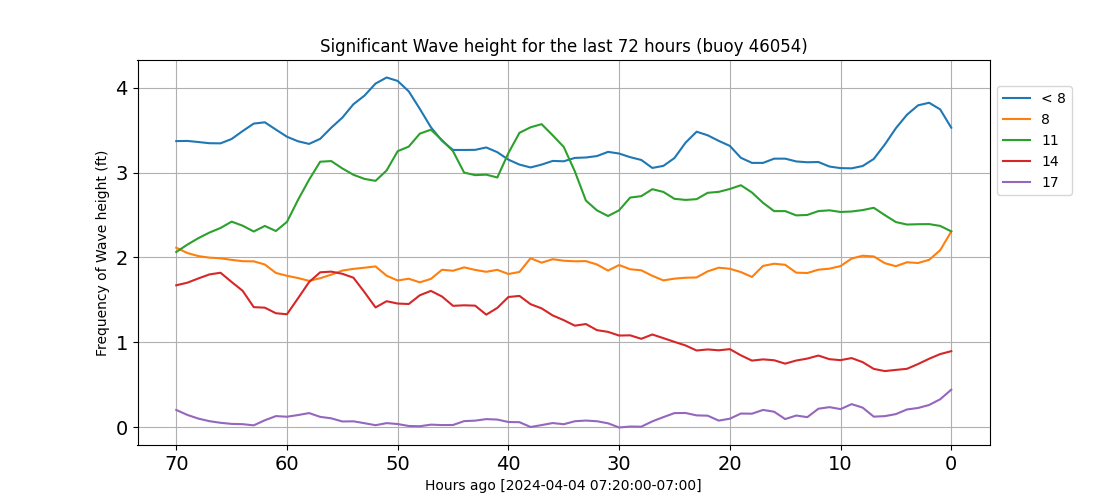 Significant Wave height for the last 72 hours (buoy 46054)
4
3
2
1
0
Frequency of Wave height (ft)
70 60 50 40 30 20 10 0
Hours ago [2024-04-04 07:20:00-07:00]
< 8
8
11
14
17